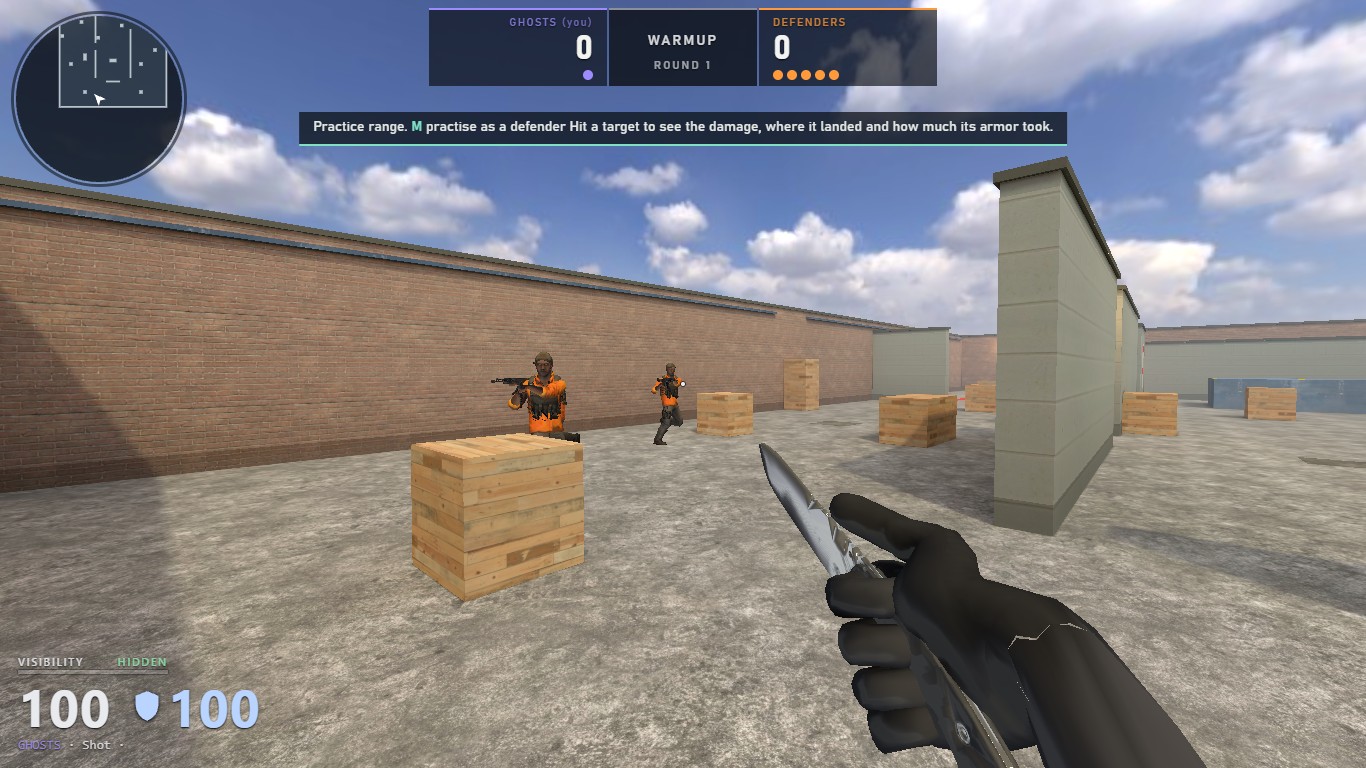 GHOSTS (you)
0
WARMUP
ROUND 1
DEFENDERS
0
Practice range. M practise as a defender Hit a target to see the damage, where it landed and how much its armor took.
VISIBILITY HIDDEN
100 100
GHOSTS · Shot ·